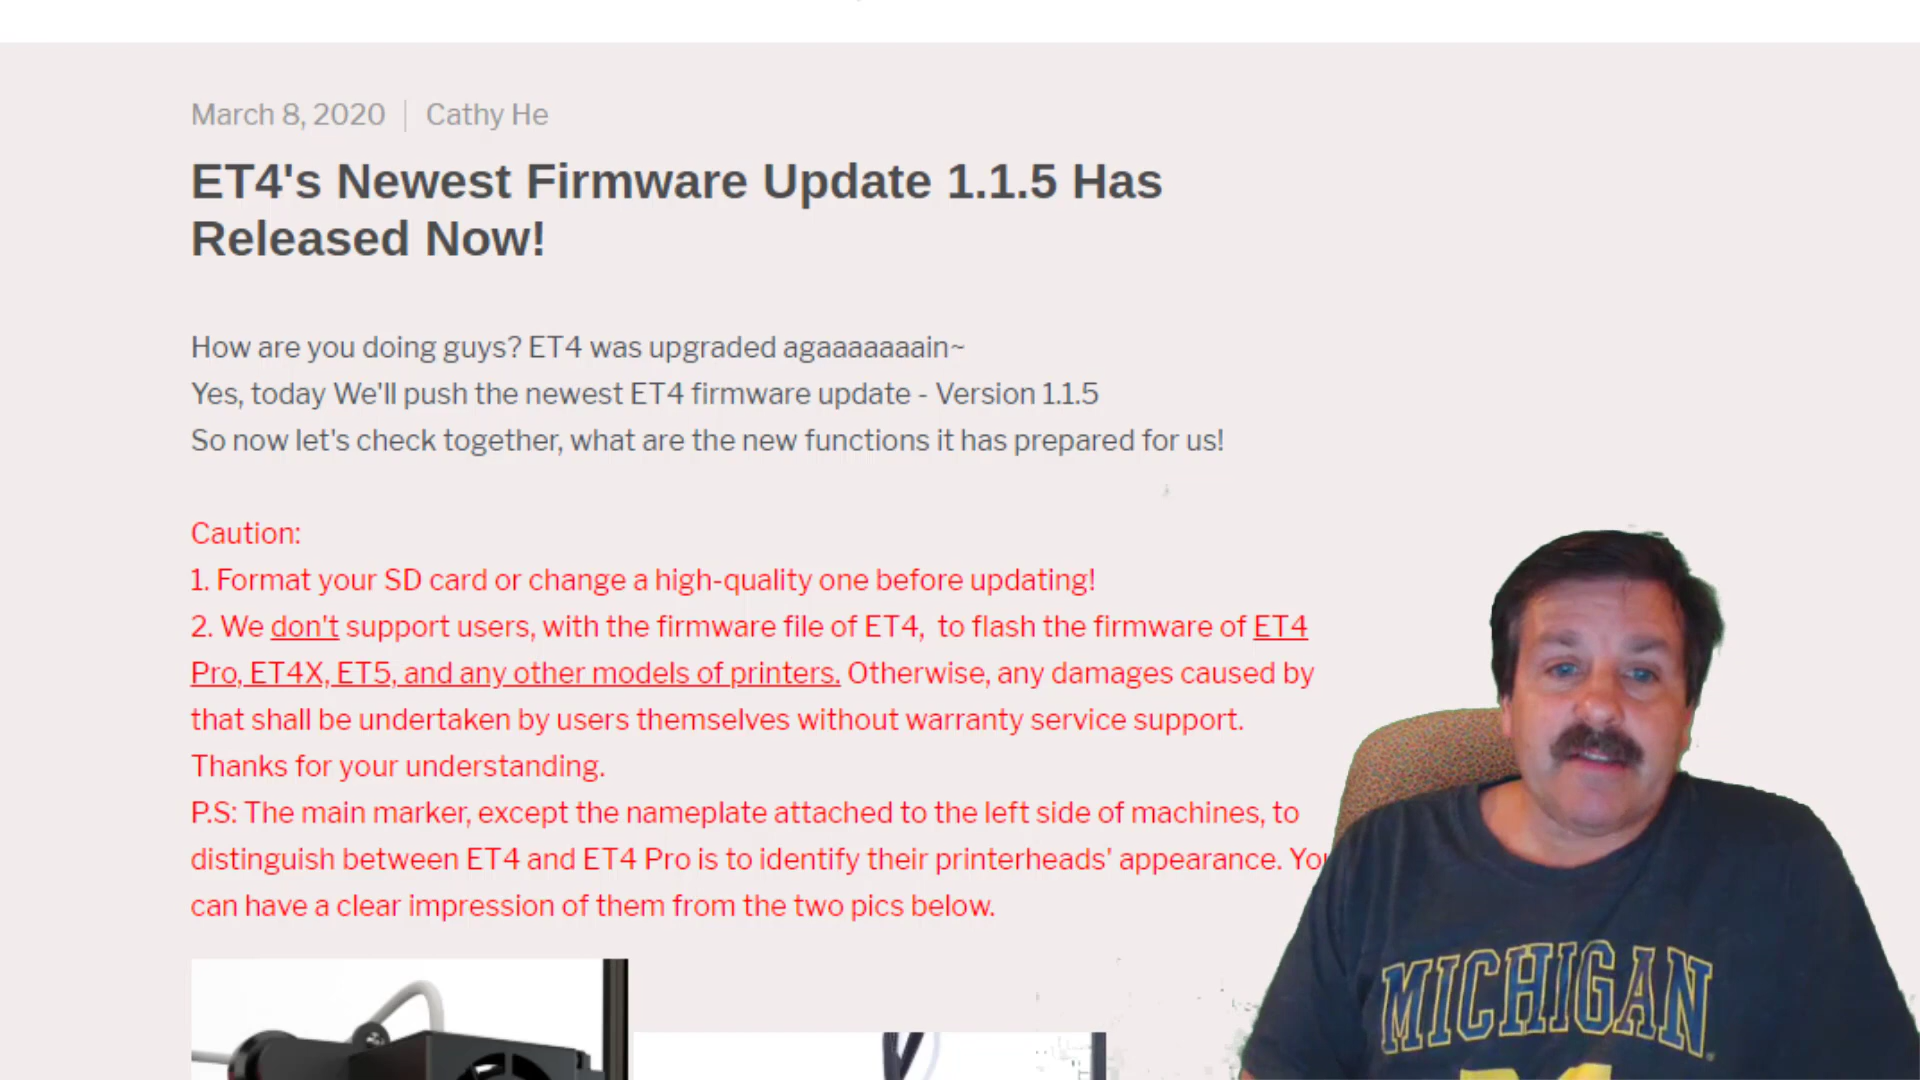 March 8, 2020 | Cathy He
ET4's Newest Firmware Update 1.1.5 Has
Released Now!
How are you doing guys? ET4 was upgraded agaaaaaaain~
Yes, today We'll push the newest ET4 firmware update - Version 1.1.5
So now let's check together, what are the new functions it has prepared for us!
Caution:
1. Format your SD card or change a high-quality one before updating!
2. We don't support users, with the firmware file of ET4, to flash the firmware of ET4
Pro, ET4X, ET5, and any other models of printers. Otherwise, any damages caused by
that shall be undertaken by users themselves without warranty service support.
Thanks for your understanding.
P.S: The main marker, except the nameplate attached to the left side of machines, to
distinguish between ET4 and ET4 Pro is to identify their printerheads' appearance. You
can have a clear impression of them from the two pics below.
MICHIGAN